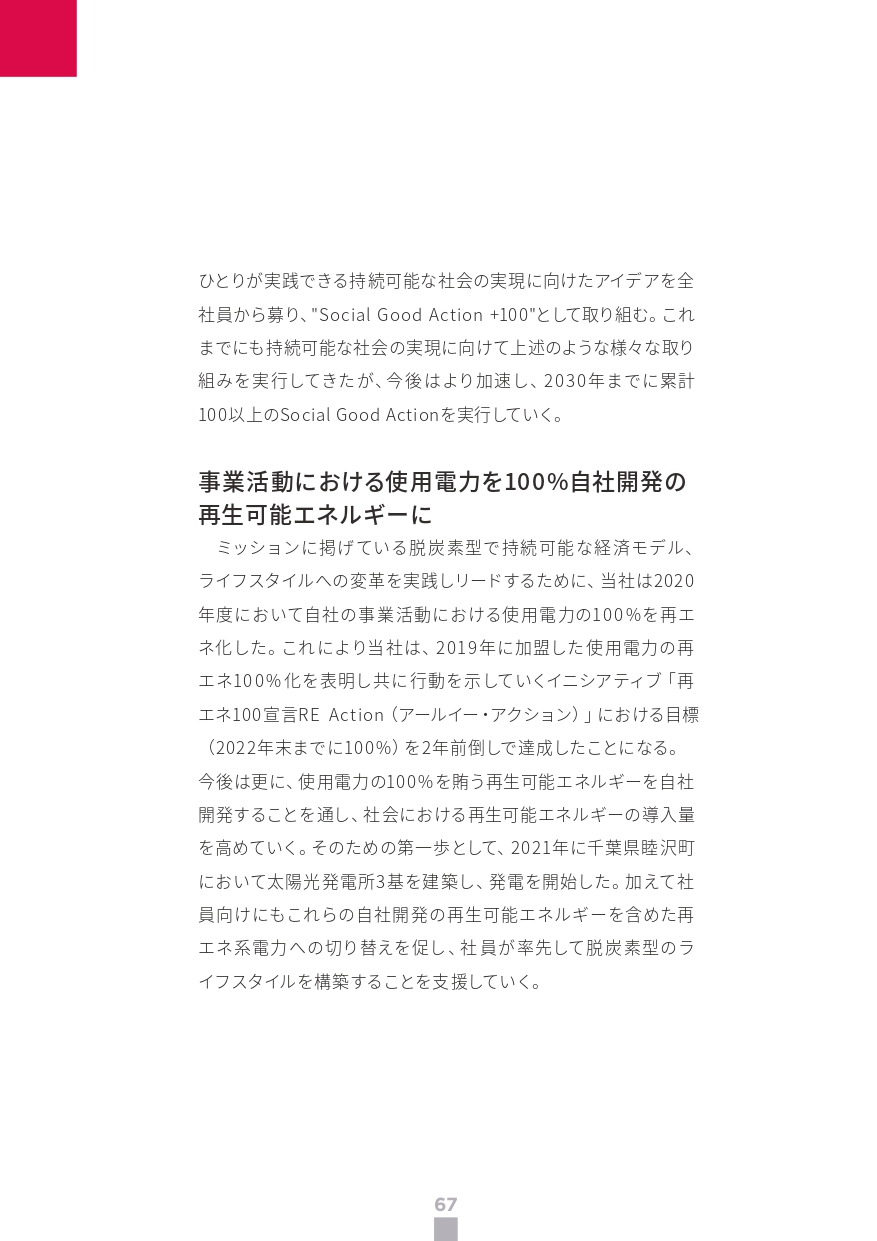 ひとりが実践できる持続可能な社会の実現に向けたアイデアを全
社員から募り、"Social Good Action +100"として取り組む。これ
までにも持続可能な社会の実現に向けて上述のような様々な取り
組みを実行してきたが、今後はより加速し、2030年までに累計
100以上のSocial Good Actionを実行していく。
事業活動における使用電力を100%自社開発の
再生可能エネルギーに
　ミッションに掲げている脱炭素型で持続可能な経済モデル、
ライフスタイルへの変革を実践しリードするために、当社は2020
年度において自社の事業活動における使用電力の100%を再エ
ネ化した。これにより当社は、2019年に加盟した使用電力の再
エネ100%化を表明し共に行動を示していくイニシアティブ「再
エネ100宣言RE Action（アールイー・アクション）」における目標
（2022年末までに100%）を2年前倒しで達成したことになる。
今後は更に、使用電力の100%を賄う再生可能エネルギーを自社
開発することを通し、社会における再生可能エネルギーの導入量
を高めていく。そのための第一歩として、2021年に千葉県睦沢町
において太陽光発電所3基を建築し、発電を開始した。加えて社
員向けにもこれらの自社開発の再生可能エネルギーを含めた再
エネ系電力への切り替えを促し、社員が率先して脱炭素型のラ
イフスタイルを構築することを支援していく。
67